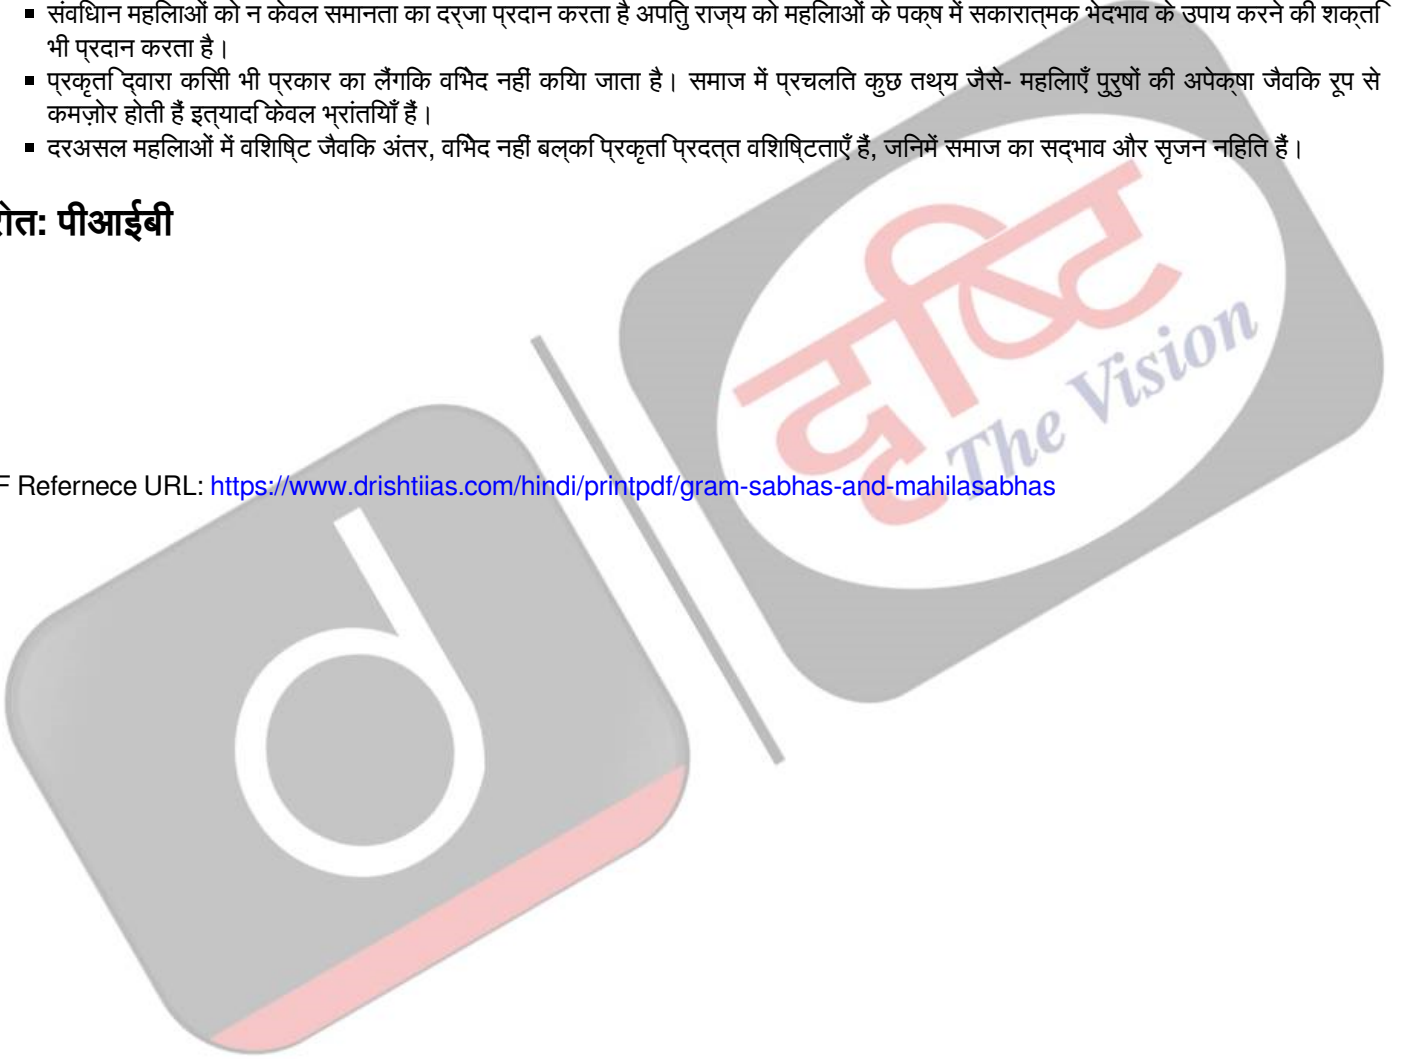 संविधान महिलाओं को न केवल समानता का दर्जा प्रदान करता है अपितु राज्य को महिलाओं के पक्ष में सकारात्मक भेदभाव के उपाय करने की शक्ति
भी प्रदान करता है।
प्रकृति द्वारा किसी भी प्रकार का लैंगिक विभेद नहीं किया जाता है। समाज में प्रचलित कुछ तथ्य जैसे- महिलाएँ पुरुषों की अपेक्षा जैविक रूप से
कमज़ोर होती हैं इत्यादि केवल भ्रांतियाँ हैं।
दरअसल महिलाओं में विशिष्ट जैविक अंतर, विभेद नहीं बल्कि प्रकृति प्रदत्त विशिष्टताएँ हैं, जिनमें समाज का सद्भाव और सृजन निहित हैं।
रोत: पीआईबी
F Refernece URL: https://www.drishtiias.com/hindi/printpdf/gram-sabhas-and-mahilasabhas
दृष्टि
The Vision
d